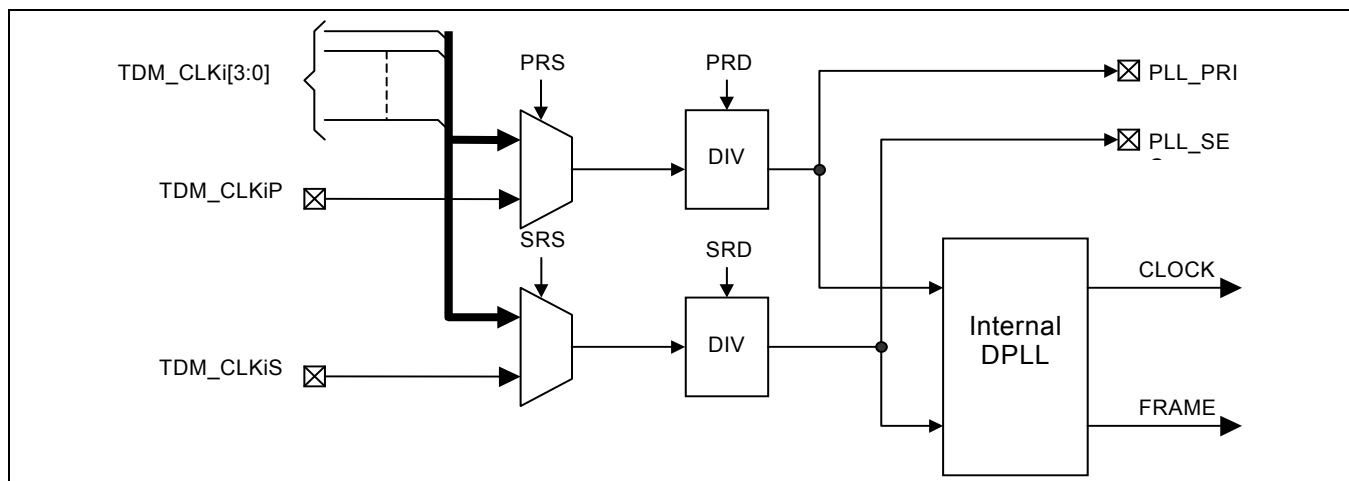 TDM_CLKi[3:0]
PRS
PRD
PLL_PRI
DIV
PLL_SE
TDM_CLKiP
SRS
SRD
CLOCK
DIV
Internal
DPLL
TDM_CLKiS
FRAME